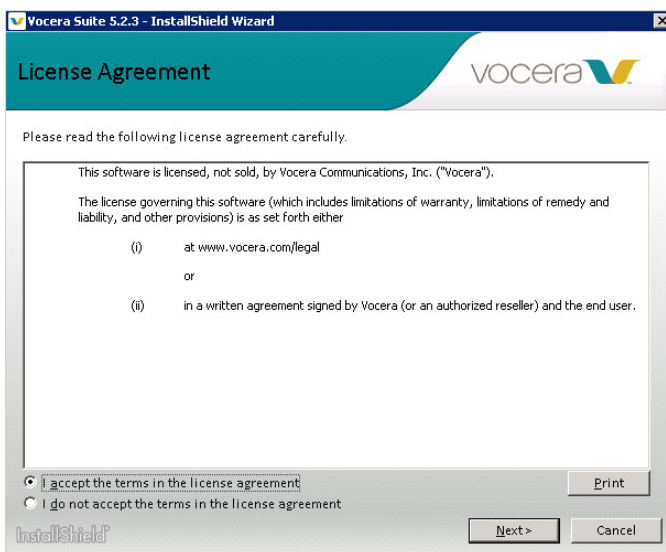 Vocera Suite 5.2.3 - InstallShield Wizard
License Agreement
vocera
Please read the following license agreement carefully.
This software is licensed, not sold, by Vocera Communications, Inc. ("Vocera").
The license governing this software (which includes limitations of warranty, limitations of remedy and
liability, and other provisions) is as set forth either
(i) at www.vocera.com/legal
or
(ii) in a written agreement signed by Vocera (or an authorized reseller) and the end user.
I accept the terms in the license agreement
Print
I do not accept the terms in the license agreement
InstallShield
Next >
Cancel